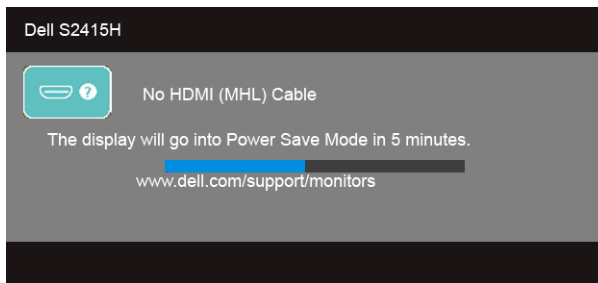 Dell S2415H
?
No HDMI (MHL) Cable
The display will go into Power Save Mode in 5 minutes.
www.dell.com/support/monitors